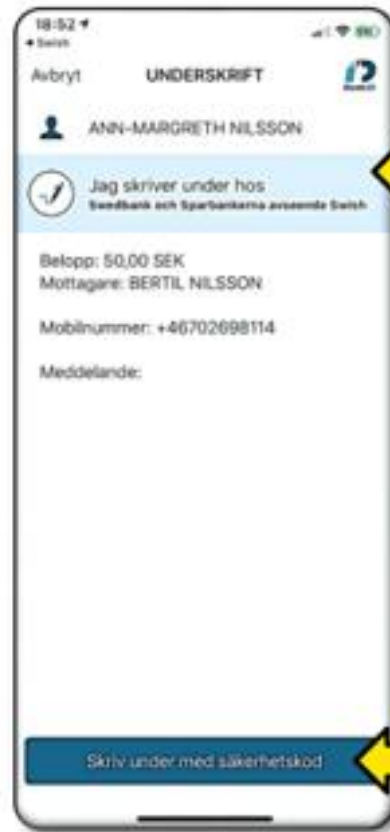 18:52
Swish
Avbryt UNDERSKRIFT
ANN-MARGRETH NILSSON
Jag skriver under hos
Swedbank och Sparbankerna avseende Swish
Belopp: 50,00 SEK
Mottagare: BERTIL NILSSON
Mobilnummer: +46702698114
Meddelande:
Skriv under med säkerhetskod